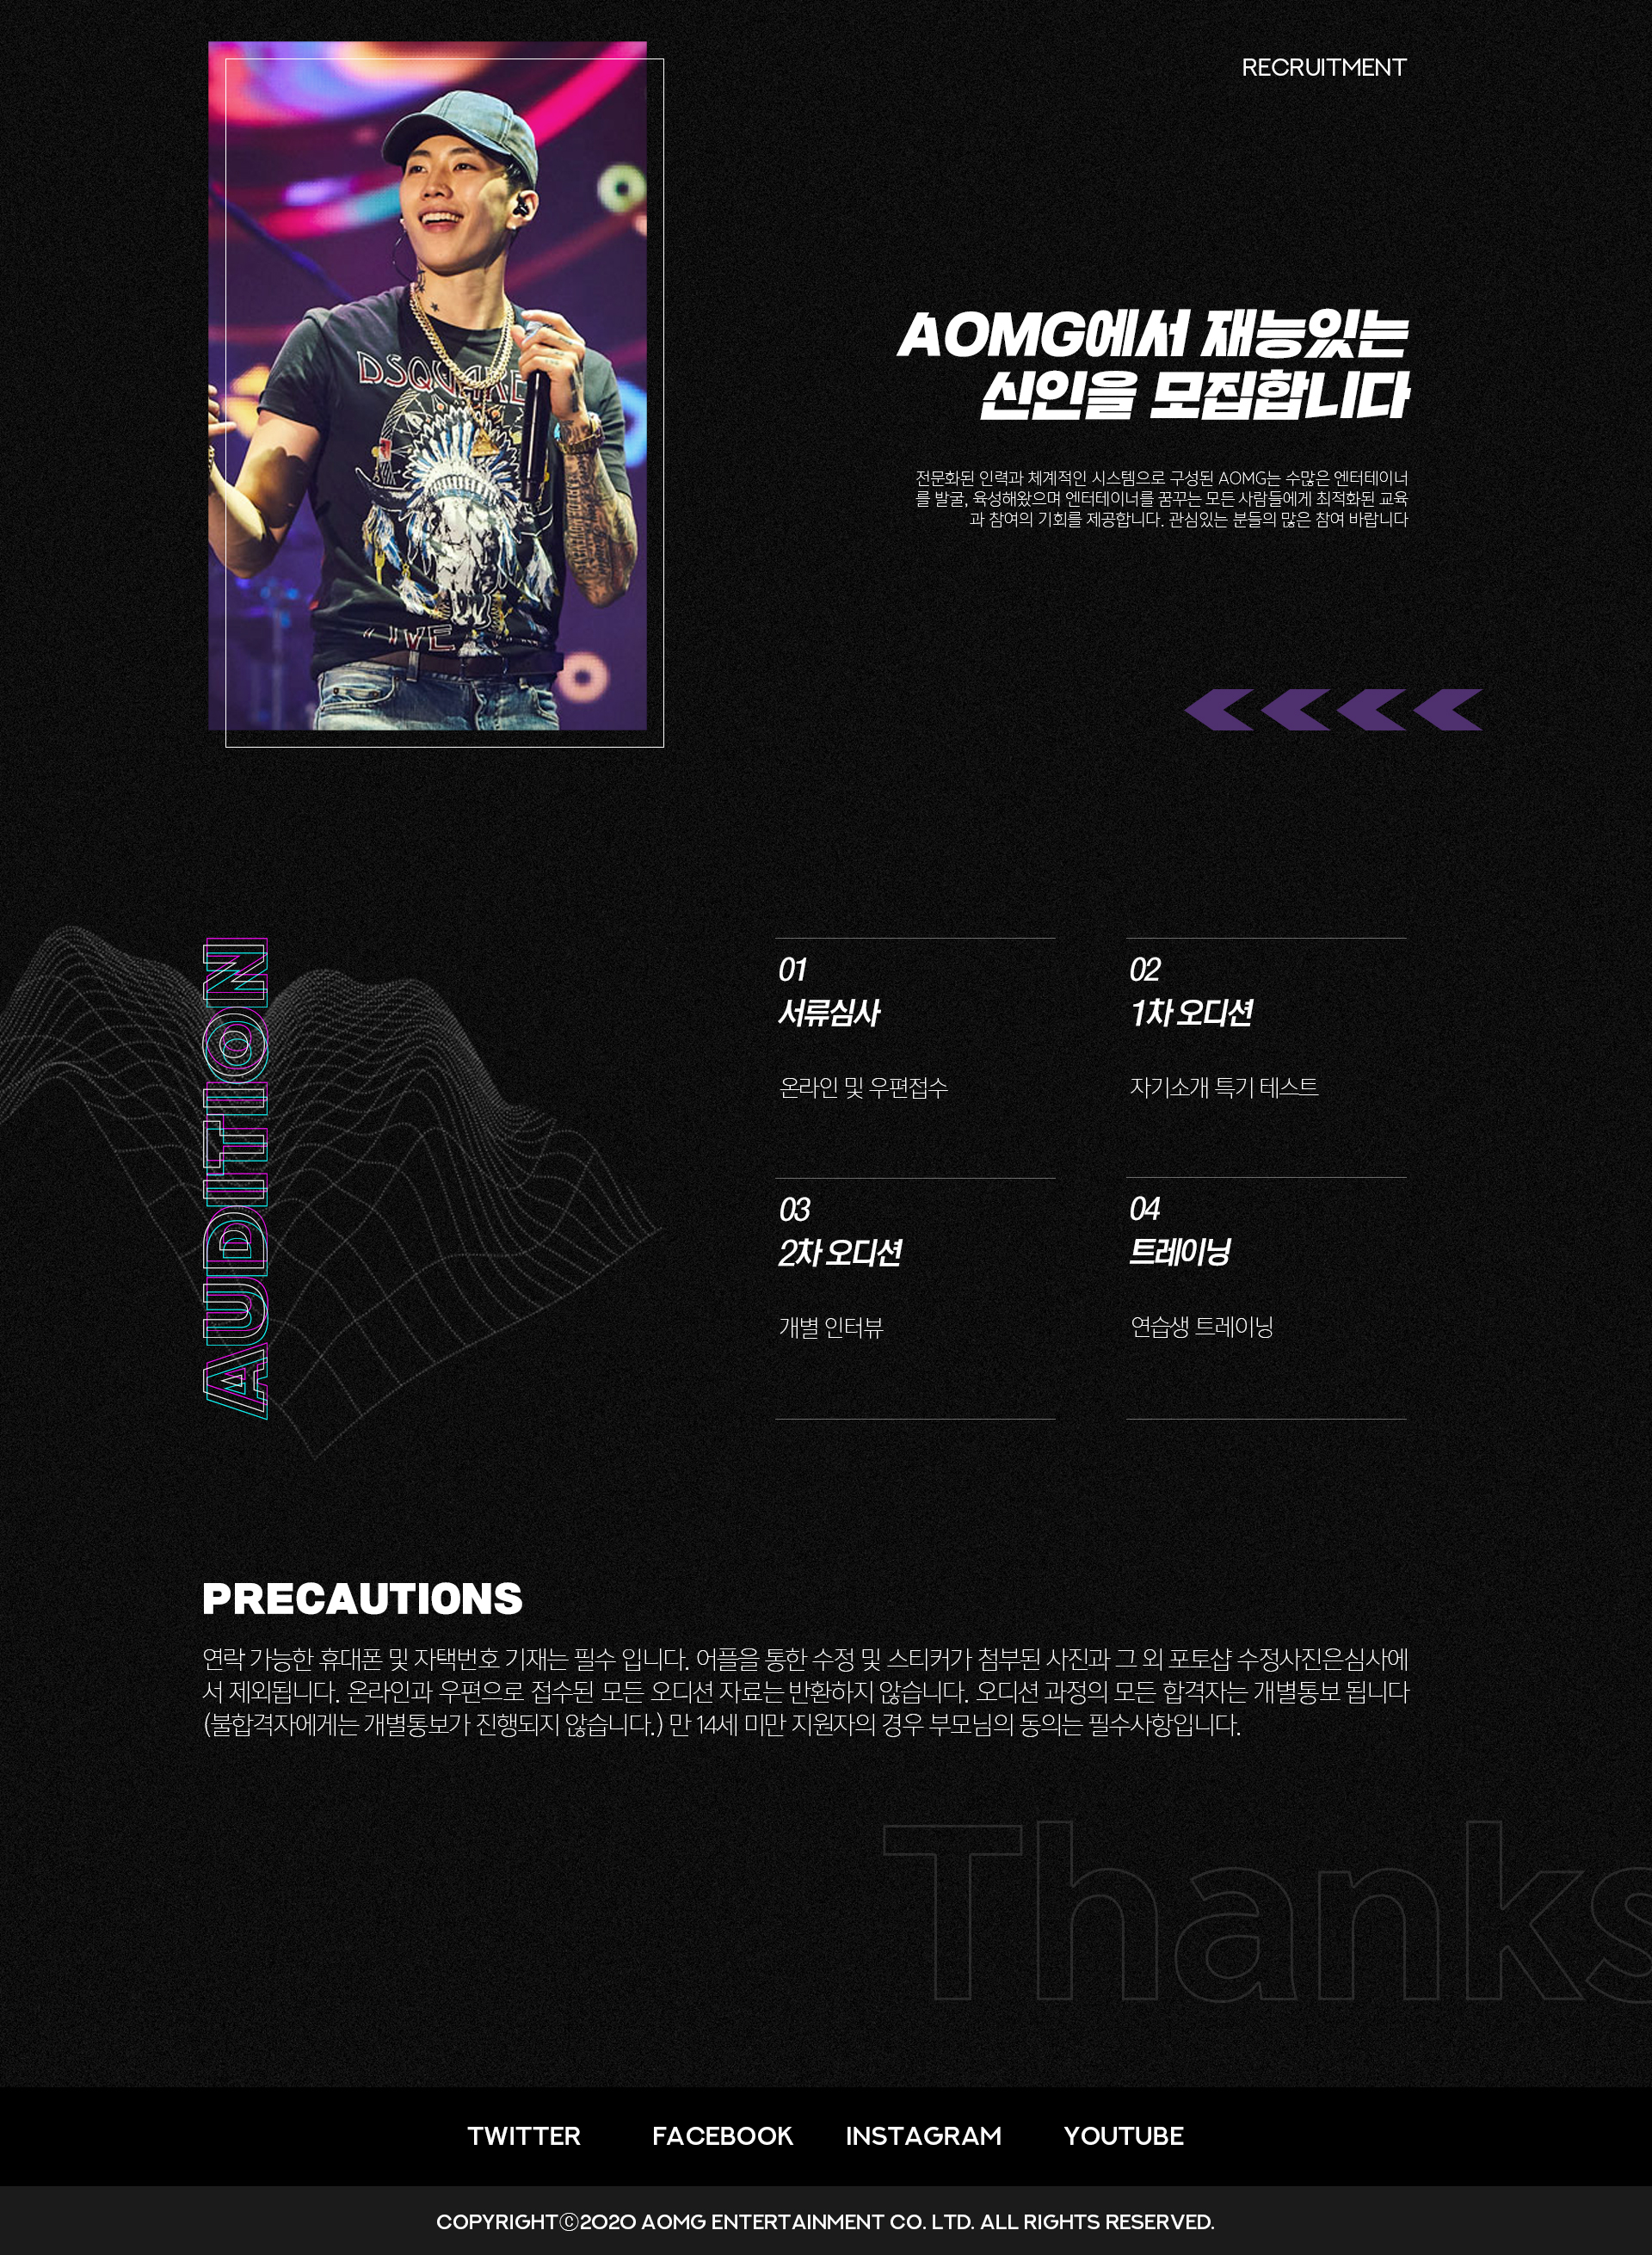 RECRUITMENT
DSQUARE
"IVE
AOMG에서 재능있는
신인을 모집합니다
전문화된 인력과 체계적인 시스템으로 구성된 AOMG는 수많은 엔터테이너
를 발굴, 육성해왔으며 엔터테이너를 꿈꾸는 모든 사람들에게 최적화된 교육
과 참여의 기회를 제공합니다. 관심있는 분들의 많은 참여 바랍니다
AUDITION
01
서류심사
온라인 및 우편접수
02
1차 오디션
자기소개 특기 테스트
03
2차 오디션
개별 인터뷰
04
트레이닝
연습생 트레이닝
PRECAUTIONS
연락 가능한 휴대폰 및 자택번호 기재는 필수 입니다. 어플을 통한 수정 및 스티커가 첨부된 사진과 그 외 포토샵 수정사진은심사에
서 제외됩니다. 온라인과 우편으로 접수된 모든 오디션 자료는 반환하지 않습니다. 오디션 과정의 모든 합격자는 개별통보 됩니다
(불합격자에게는 개별통보가 진행되지 않습니다.) 만 14세 미만 지원자의 경우 부모님의 동의는 필수사항입니다.
Thanks
TWITTER FACEBOOK INSTAGRAM YOUTUBE
COPYRIGHTⓒ2020 AOMG ENTERTAINMENT CO. LTD. ALL RIGHTS RESERVED.